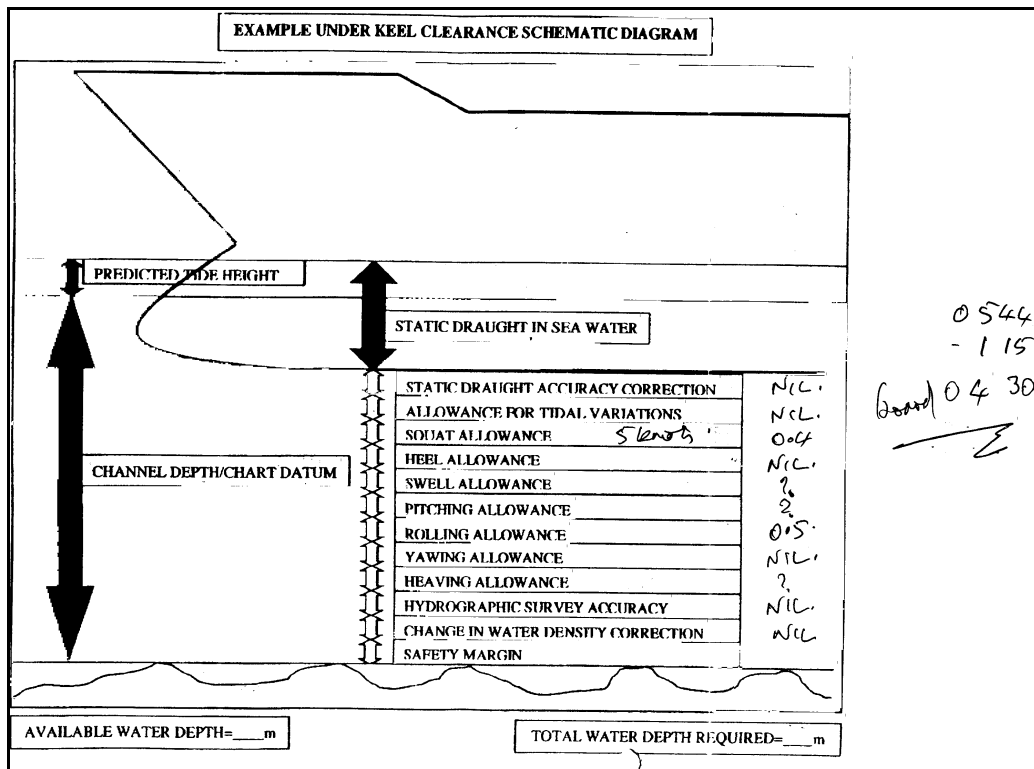 EXAMPLE UNDER KEEL CLEARANCE SCHEMATIC DIAGRAM
PREDICTED TIDE HEIGHT
STATIC DRAUGHT IN SEA WATER
CHANNEL DEPTH/CHART DATUM
STATIC DRAUGHT ACCURACY CORRECTION NIL.
ALLOWANCE FOR TIDAL VARIATIONS NIL.
SQUAT ALLOWANCE 5 knots 0.4
HEEL ALLOWANCE NIL.
SWELL ALLOWANCE ?
PITCHING ALLOWANCE ?
ROLLING ALLOWANCE 0.5
YAWING ALLOWANCE NIL.
HEAVING ALLOWANCE ?
HYDROGRAPHIC SURVEY ACCURACY NIL.
CHANGE IN WATER DENSITY CORRECTION NIL
SAFETY MARGIN
0544
- 1 15
04 30
AVAILABLE WATER DEPTH=___m
TOTAL WATER DEPTH REQUIRED=___m